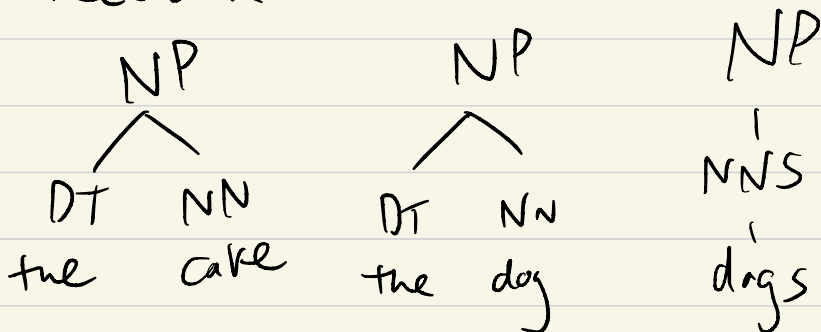 NP NP NP
DT NN DT NN NNS
the cake the dog dogs